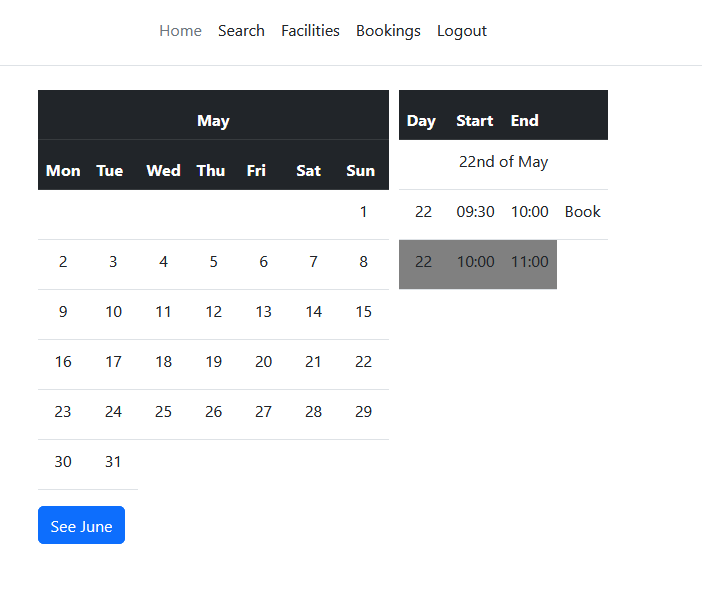 Home Search Facilities Bookings Logout
May
Mon Tue Wed Thu Fri Sat Sun
1
2 3 4 5 6 7 8
9 10 11 12 13 14 15
16 17 18 19 20 21 22
23 24 25 26 27 28 29
30 31
See June
Day Start End
22nd of May
22 09:30 10:00 Book
22 10:00 11:00